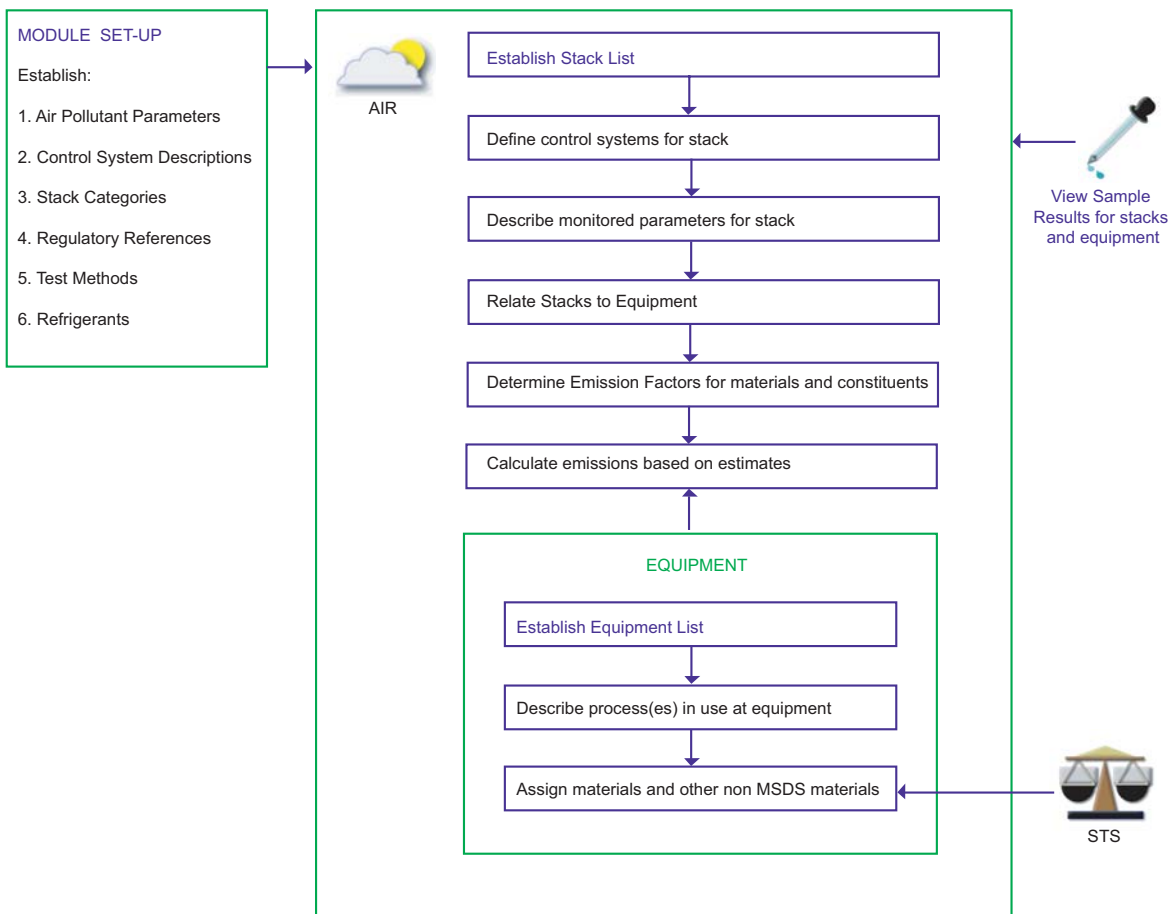 MODULE SET-UP
Establish:
1. Air Pollutant Parameters
2. Control System Descriptions
3. Stack Categories
4. Regulatory References
5. Test Methods
6. Refrigerants
AIR
Establish Stack List
Define control systems for stack
Describe monitored parameters for stack
Relate Stacks to Equipment
Determine Emission Factors for materials and constituents
Calculate emissions based on estimates
EQUIPMENT
Establish Equipment List
Describe process(es) in use at equipment
Assign materials and other non MSDS materials
View Sample
Results for stacks
and equipment
STS